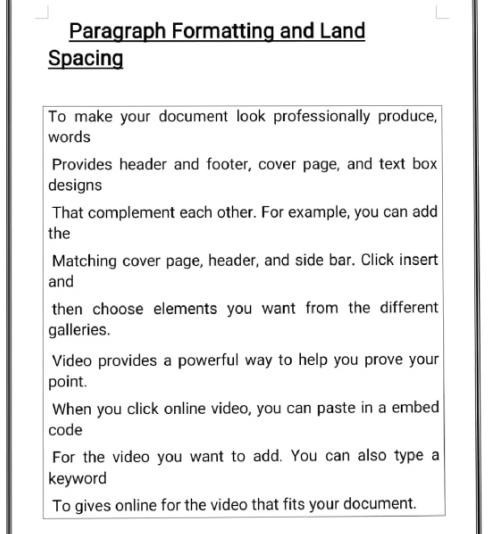 Paragraph Formatting and Land
Spacing
To make your document look professionally produce,
words
Provides header and footer, cover page, and text box
designs
That complement each other. For example, you can add
the
Matching cover page, header, and side bar. Click insert
and
then choose elements you want from the different
galleries.
Video provides a powerful way to help you prove your
point.
When you click online video, you can paste in a embed
code
For the video you want to add. You can also type a
keyword
To gives online for the video that fits your document.